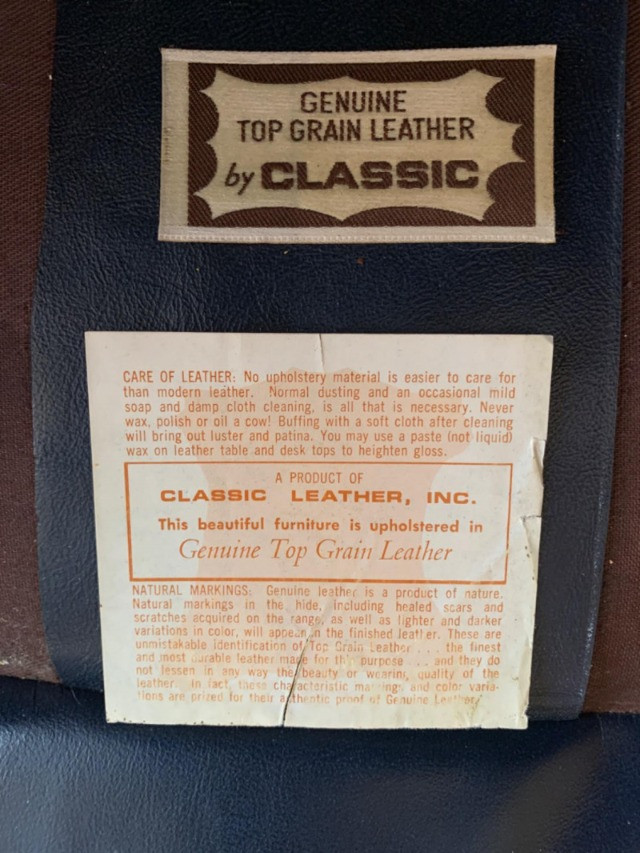 GENUINE
TOP GRAIN LEATHER
by CLASSIC
CARE OF LEATHER: No upholstery material is easier to care for
than modern leather. Normal dusting and an occasional mild
soap and damp cloth cleaning, is all that is necessary. Never
wax, polish or oil a cow! Buffing with a soft cloth after cleaning
will bring out luster and patina. You may use a paste (not liquid)
wax on leather table and desk tops to heighten gloss.
A PRODUCT OF
CLASSIC LEATHER, INC.
This beautiful furniture is upholstered in
Genuine Top Grain Leather
NATURAL MARKINGS: Genuine leather is a product of nature.
Natural markings in the hide, including healed scars and
scratches acquired on the range, as well as lighter and darker
variations in color, will appear in the finished leather. These are
unmistakable identification of Top Grain Leather . . . the finest
and most durable leather made for this purpose . . . and they do
not lessen in any way the beauty or wearing quality of the
leather. In fact, these characteristic markings and color varia-
tions are prized for their authentic proof of Genuine Leather.